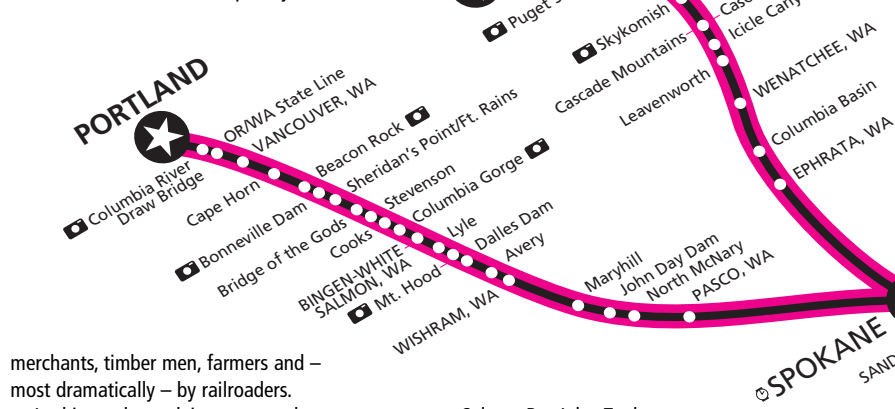 Puget
Skykomish
Cascade Mountains
Icicle
Leavenworth
WENATCHEE, WA
Columbia Basin
EPHRATA, WA
PORTLAND
OR/WA State Line
VANCOUVER, WA
Beacon Rock
Sheridan's Point/Ft. Rains
Stevenson
Columbia Gorge
Lyle
Dalles Dam
Avery
Maryhill
John Day Dam
North McNary
PASCO, WA
Columbia River
Draw Bridge
Cape Horn
Bonneville Dam
Bridge of the Gods
Cooks
BINGEN-WHITE
SALMON, WA
Mt. Hood
WISHRAM, WA
SPOKANE
merchants, timber men, farmers and –
most dramatically – by railroaders.